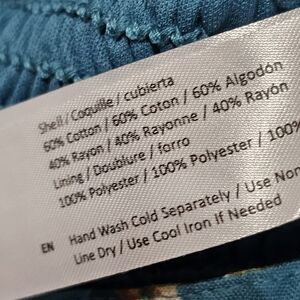 Shell / Coquille / cubierta
60% Cotton / 60% Coton / 60% Algodón
40% Rayon / 40% Rayonne / 40% Rayón
Lining / Doublure / forro
100% Polyester / 100% Polyester / 100%
EN Hand Wash Cold Separately / Use Non
Line Dry / Use Cool Iron If Needed